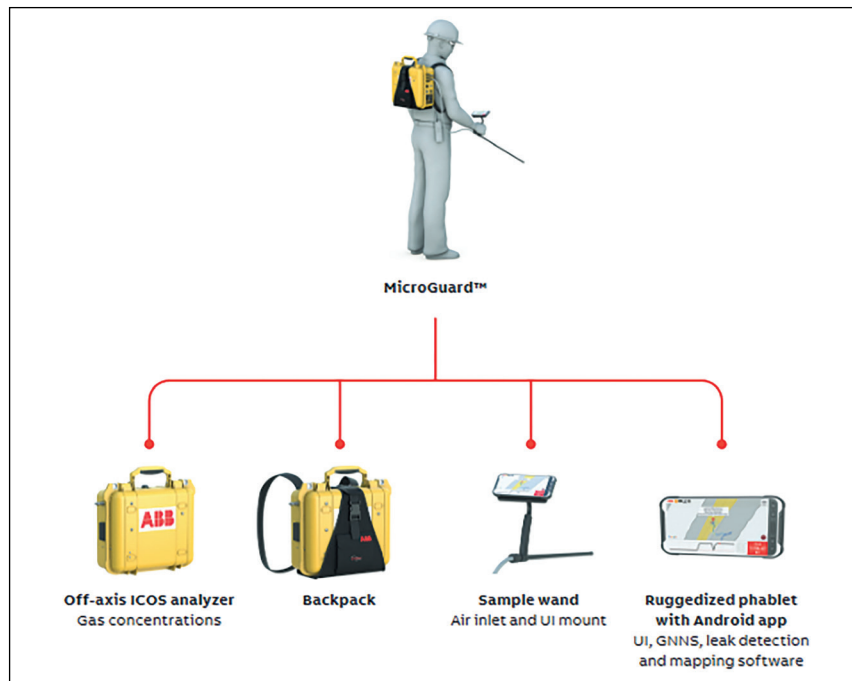 MicroGuard™
ABB
ABB
Off-axis ICOS analyzer
Gas concentrations
Backpack
Sample wand
Air inlet and UI mount
Ruggedized phablet
with Android app
UI, GNNS, leak detection
and mapping software